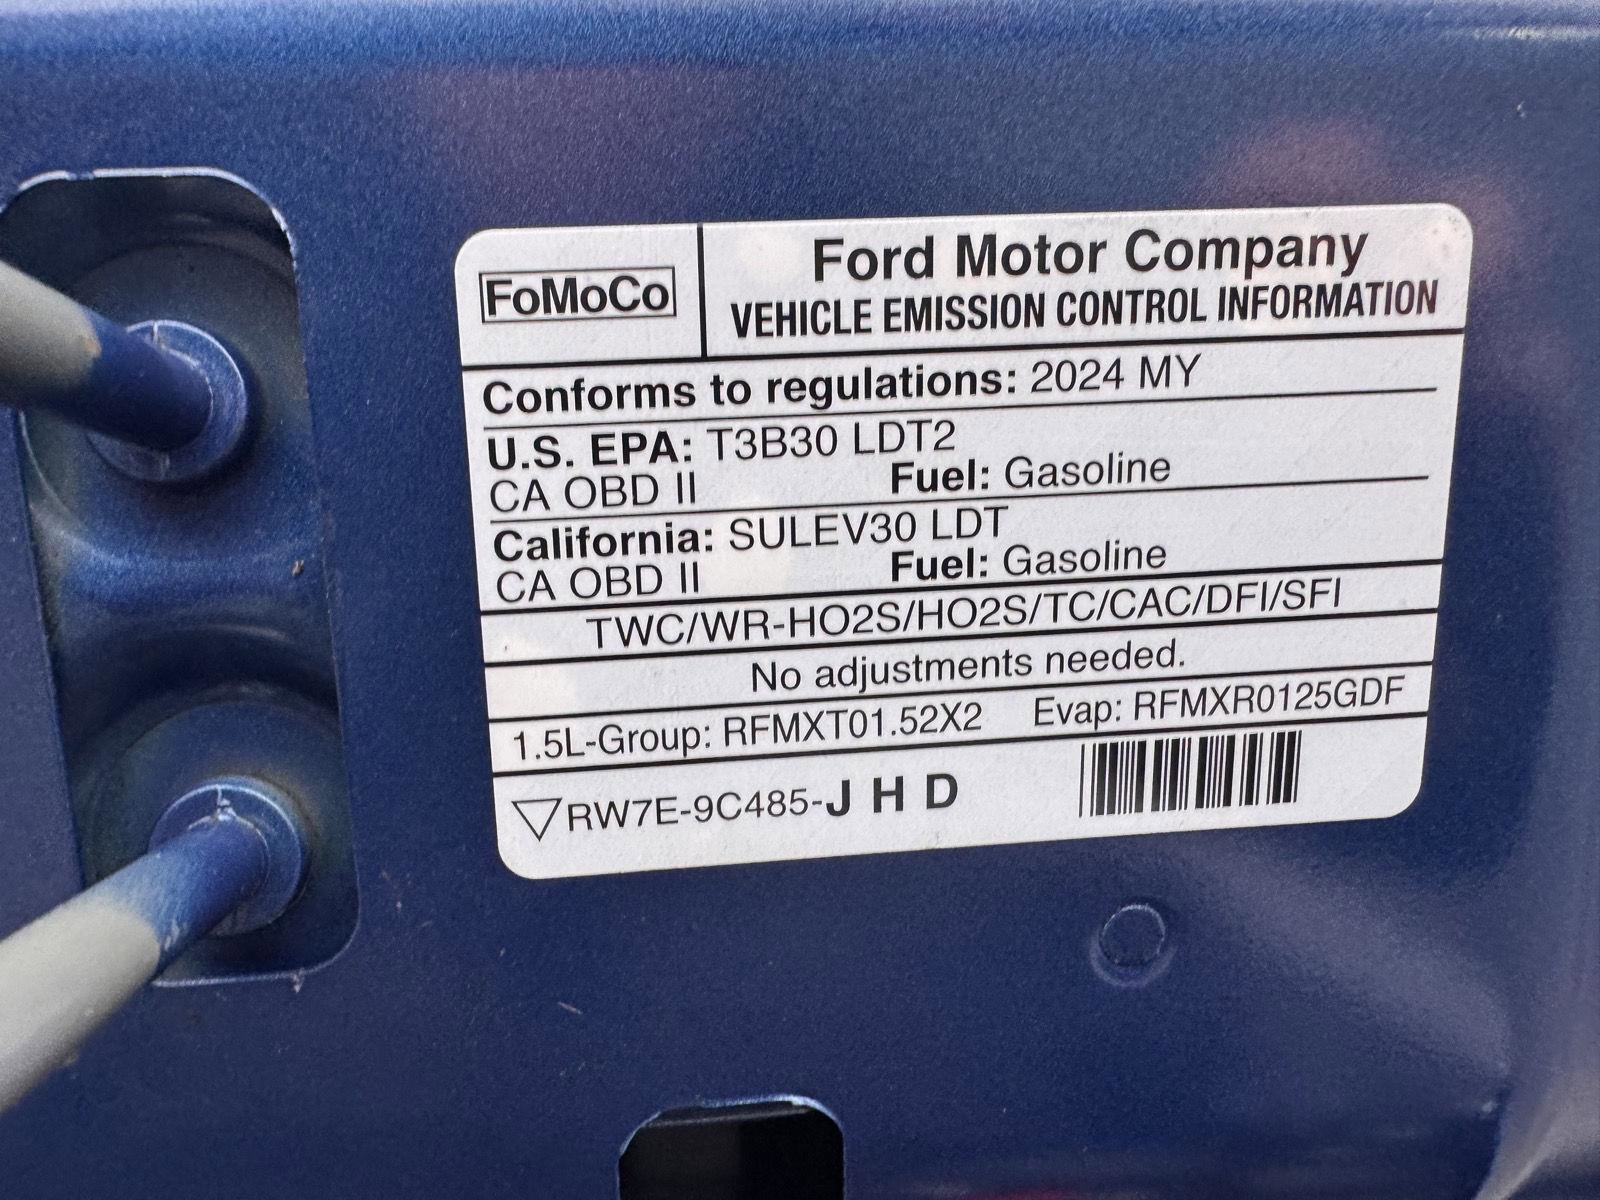 FoMoCo
Ford Motor Company
VEHICLE EMISSION CONTROL INFORMATION
Conforms to regulations: 2024 MY
U.S. EPA: T3B30 LDT2
CA OBD II Fuel: Gasoline
California: SULEV30 LDT
CA OBD II Fuel: Gasoline
TWC/WR-HO2S/HO2S/TC/CAC/DFI/SFI
No adjustments needed.
1.5L-Group: RFMXT01.52X2 Evap: RFMXR0125GDF
RW7E-9C485-J H D